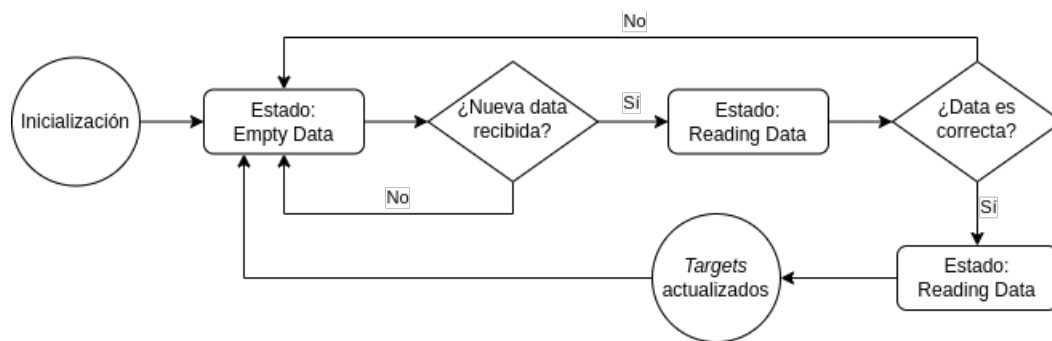 No
Inicialización
Estado:
Empty Data
¿Nueva data
recibida?
Sí
Estado:
Reading Data
¿Data es
correcta?
No
Sí
Targets
actualizados
Estado:
Reading Data